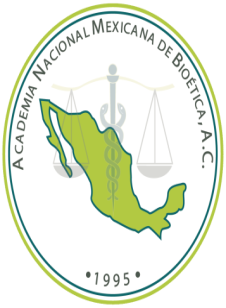 ACADEMIA NACIONAL MEXICANA DE BIOÉTICA, A.C.
•1995•